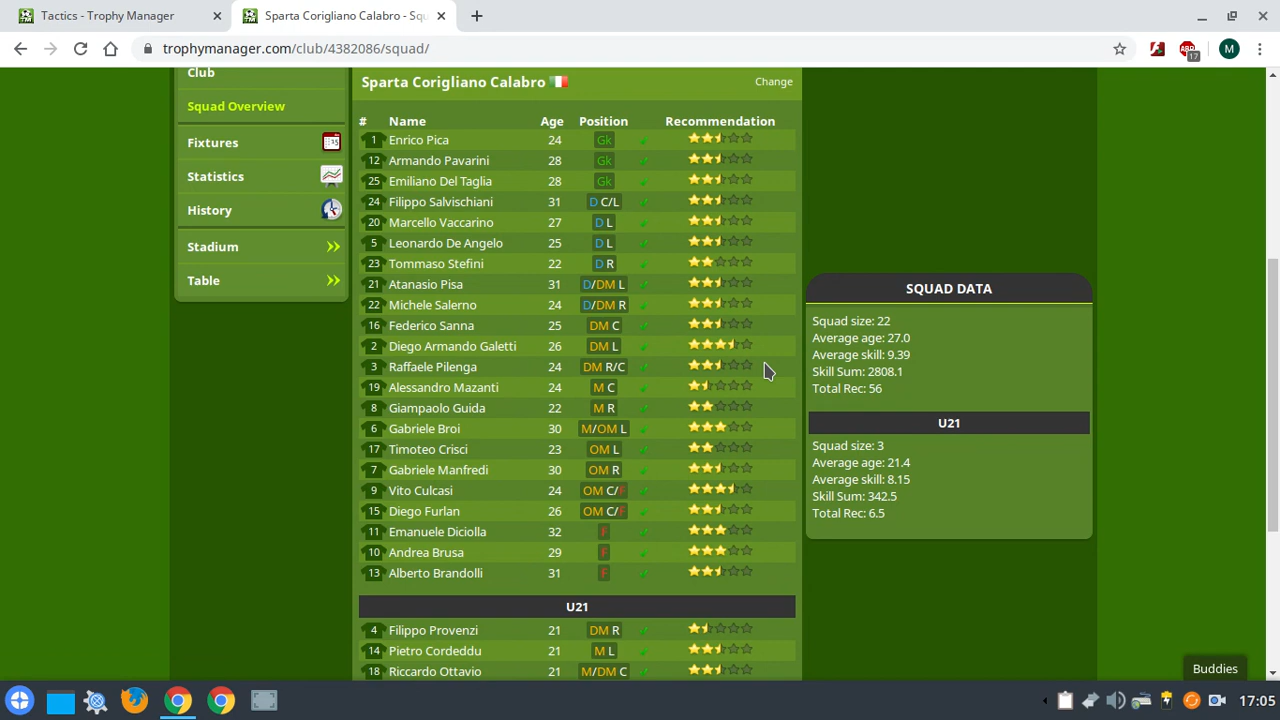 Tactics - Trophy Manager
Sparta Corigliano Calabro - Squ
trophymanager.com/club/4382086/squad/
M
17
Club
Squad Overview
Fixtures
Statistics
History
Stadium
Table
Sparta Corigliano Calabro
Change
# Name Age Position Recommendation
1 Enrico Pica 24 Gk
12 Armando Pavarini 28 Gk
25 Emiliano Del Taglia 28 Gk
24 Filippo Salvischiani 31 D C/L
20 Marcello Vaccarino 27 D L
5 Leonardo De Angelo 25 D L
23 Tommaso Stefini 22 D R
21 Atanasio Pisa 31 D/DM L
22 Michele Salerno 24 D/DM R
16 Federico Sanna 25 DM C
2 Diego Armando Galetti 26 DM L
3 Raffaele Pilenga 24 DM R/C
19 Alessandro Mazanti 24 M C
8 Giampaolo Guida 22 M R
6 Gabriele Broi 30 M/OM L
17 Timoteo Crisci 23 OM L
7 Gabriele Manfredi 30 OM R
9 Vito Culcasi 24 OM C/F
15 Diego Furlan 26 OM C/F
11 Emanuele Diciolla 32 F
10 Andrea Brusa 29 F
13 Alberto Brandolli 31 F
U21
4 Filippo Provenzi 21 DM R
14 Pietro Cordeddu 21 M L
18 Riccardo Ottavio 21 M/DM C
SQUAD DATA
Squad size: 22
Average age: 27.0
Average skill: 9.39
Skill Sum: 2808.1
Total Rec: 56
U21
Squad size: 3
Average age: 21.4
Average skill: 8.15
Skill Sum: 342.5
Total Rec: 6.5
Buddies
17:05